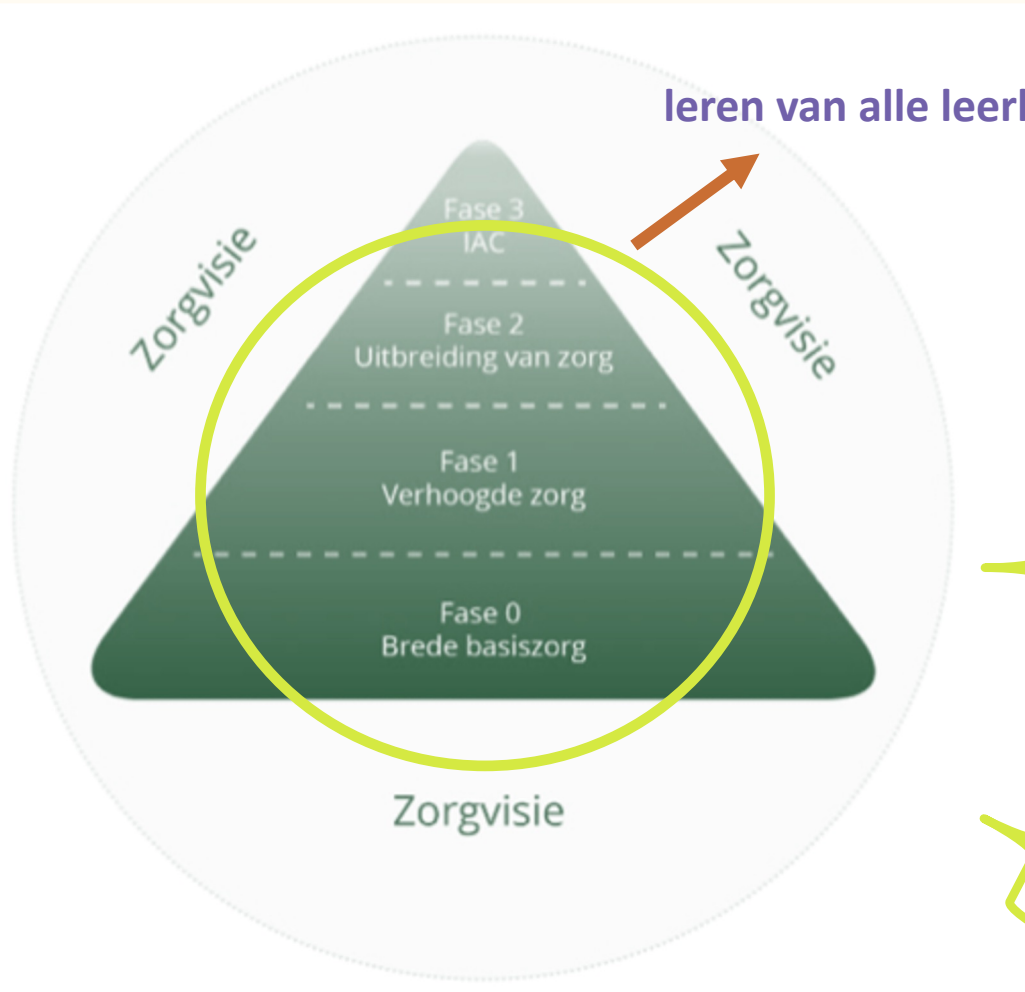 leren van alle
Fase 3
IAC
Zorgvisie
Zorgvisie
Fase 2
Uitbreiding van zorg
Fase 1
Verhoogde zorg
Fase 0
Brede basiszorg
Zorgvisie